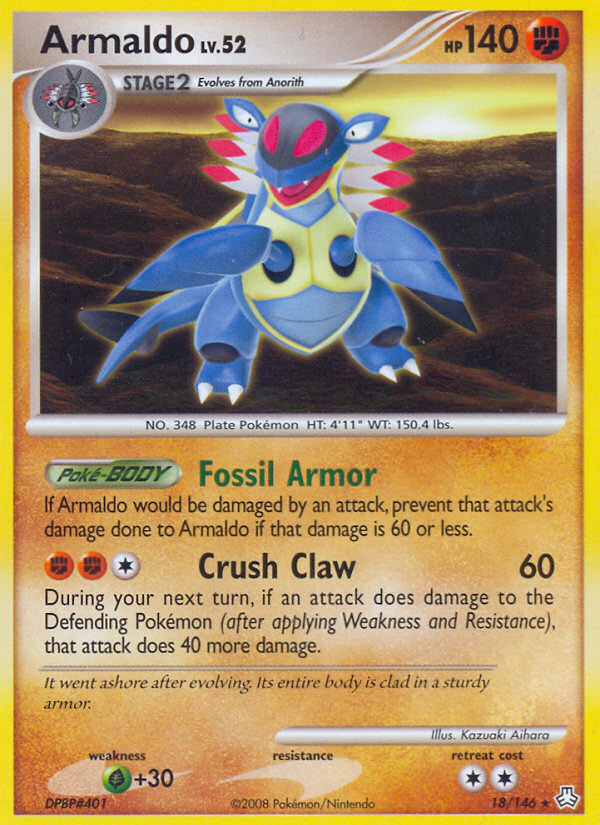 Armaldo LV.52
HP 140
STAGE2 Evolves from Anorith
NO. 348 Plate Pokémon HT: 4'11" WT: 150.4 lbs.
Poké-BODY Fossil Armor
If Armaldo would be damaged by an attack, prevent that attack's
damage done to Armaldo if that damage is 60 or less.
Crush Claw 60
During your next turn, if an attack does damage to the
Defending Pokémon (after applying Weakness and Resistance),
that attack does 40 more damage.
It went ashore after evolving. Its entire body is clad in a sturdy
armor.
Illus. Kazuaki Aihara
weakness resistance retreat cost
+30
DPBP#401 ©2008 Pokémon/Nintendo 18/146 ★